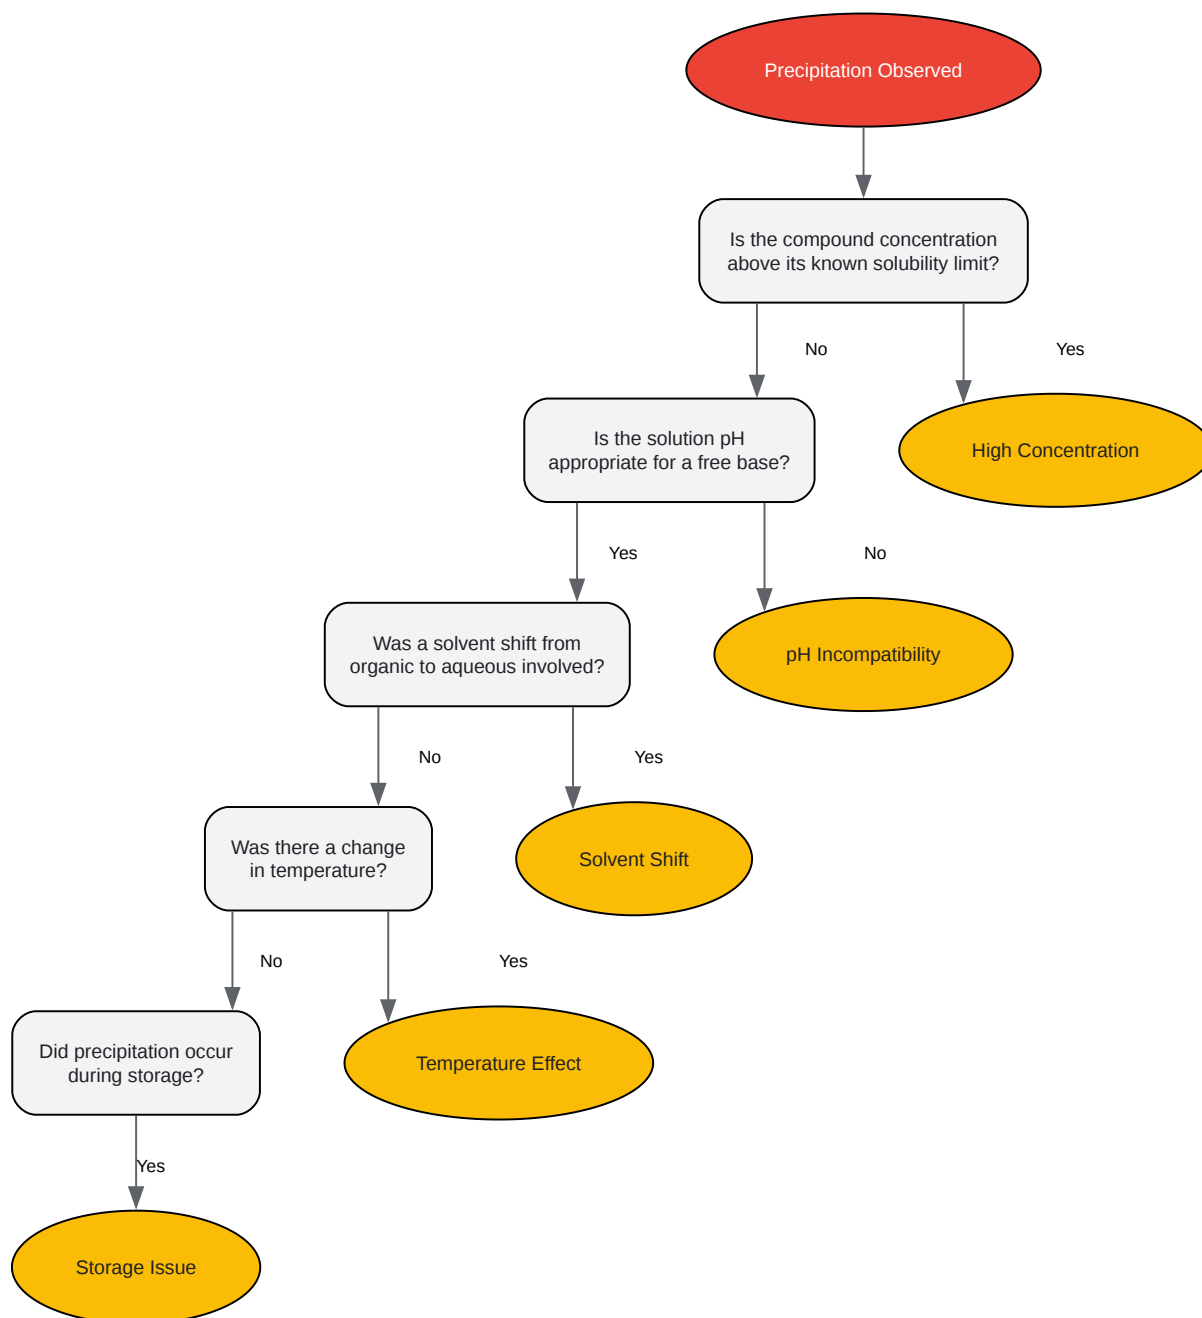 Precipitation Observed
Is the compound concentration
above its known solubility limit?
No
Yes
Is the solution pH
appropriate for a free base?
High Concentration
Yes
No
Was a solvent shift from
organic to aqueous involved?
pH Incompatibility
No
Yes
Was there a change
in temperature?
Solvent Shift
No
Yes
Did precipitation occur
during storage?
Temperature Effect
Yes
Storage Issue